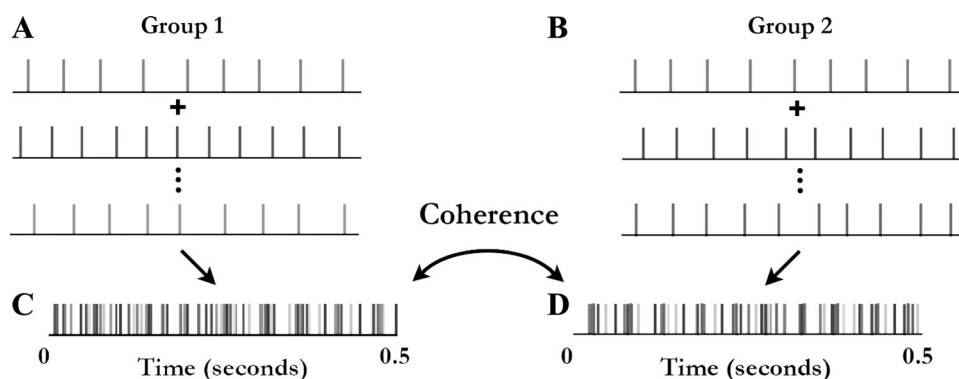 A Group 1
B Group 2
+
+
Coherence
C
D
0 0.5
Time (seconds)
0 0.5
Time (seconds)